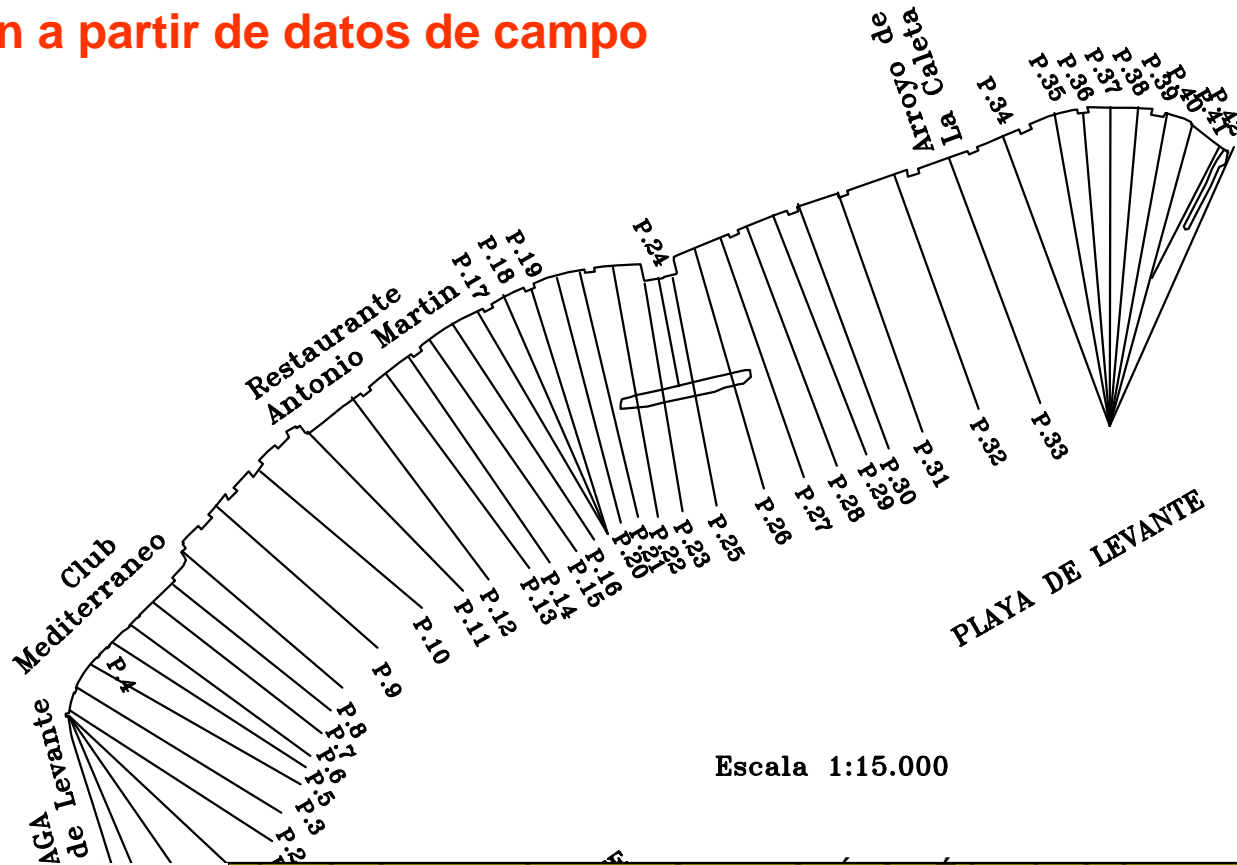 n a partir de datos de campo
Arroyo de
La Caleta
P.34
P.35
P.36
P.37
P.38
P.39
P.40
P.41
P.42
P.24
P.19
P.18
P.17
Restaurante
Antonio Martin
Club
Mediterraneo
P.4
de Levante
AGA
P.2
P.3
P.5
P.6
P.7
P.8
P.9
P.10
P.11
P.12
P.13
P.14
P.15
P.16
P.20
P.21
P.22
P.23
P.25
P.26
P.27
P.28
P.29
P.30
P.31
P.32
P.33
PLAYA DE LEVANTE
Escala 1:15.000